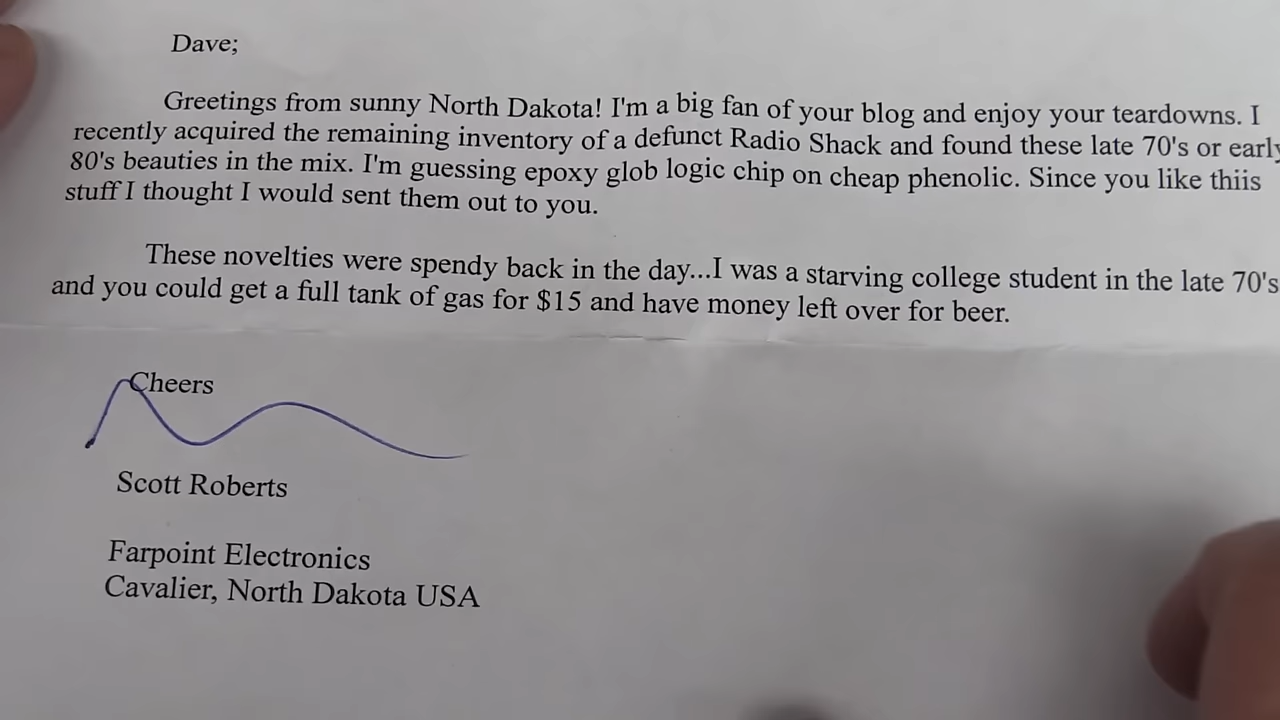 Dave;
Greetings from sunny North Dakota! I'm a big fan of your blog and enjoy your teardowns. I
recently acquired the remaining inventory of a defunct Radio Shack and found these late 70's or early
80's beauties in the mix. I'm guessing epoxy glob logic chip on cheap phenolic. Since you like thiis
stuff I thought I would sent them out to you.
These novelties were spendy back in the day...I was a starving college student in the late 70's
and you could get a full tank of gas for $15 and have money left over for beer.
Cheers
Scott Roberts
Farpoint Electronics
Cavalier, North Dakota USA